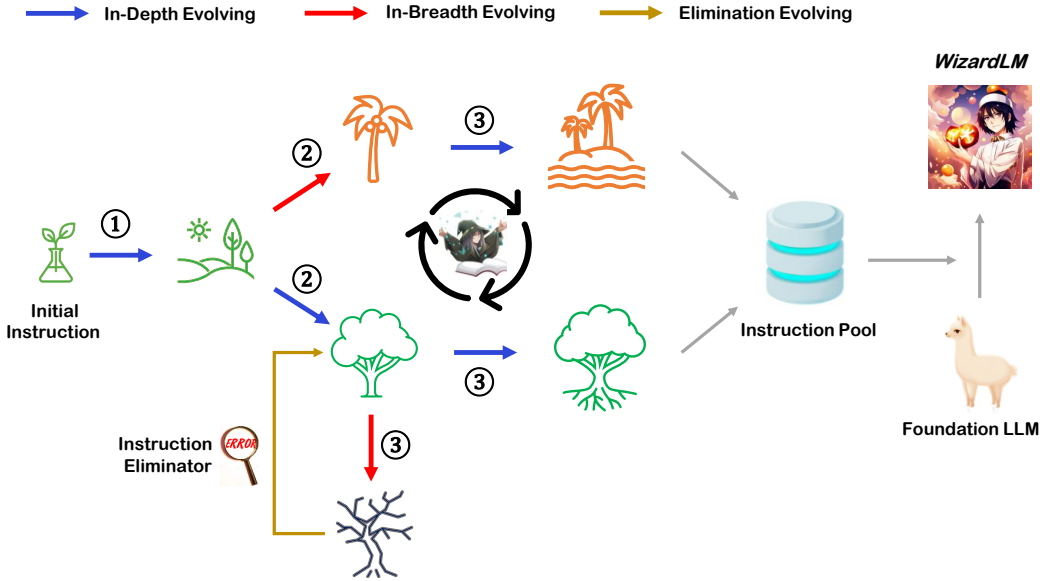 In-Depth Evolving
In-Breadth Evolving
Elimination Evolving
WizardLM
③
②
①
②
Initial
Instruction
Instruction Pool
③
Foundation LLM
Instruction
Eliminator
ERROR
③